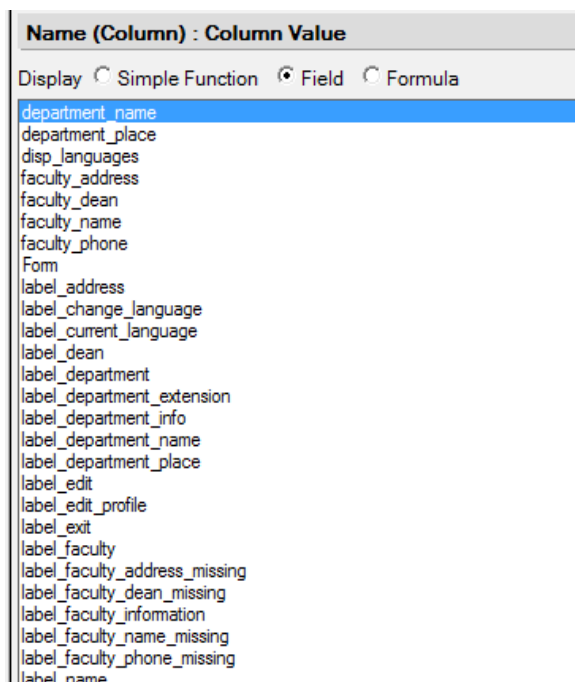 Name (Column) : Column Value
Display Simple Function Field Formula
department_name
department_place
disp_languages
faculty_address
faculty_dean
faculty_name
faculty_phone
Form
label_address
label_change_language
label_current_language
label_dean
label_department
label_department_extension
label_department_info
label_department_name
label_department_place
label_edit
label_edit_profile
label_exit
label_faculty
label_faculty_address_missing
label_faculty_dean_missing
label_faculty_information
label_faculty_name_missing
label_faculty_phone_missing
label_name